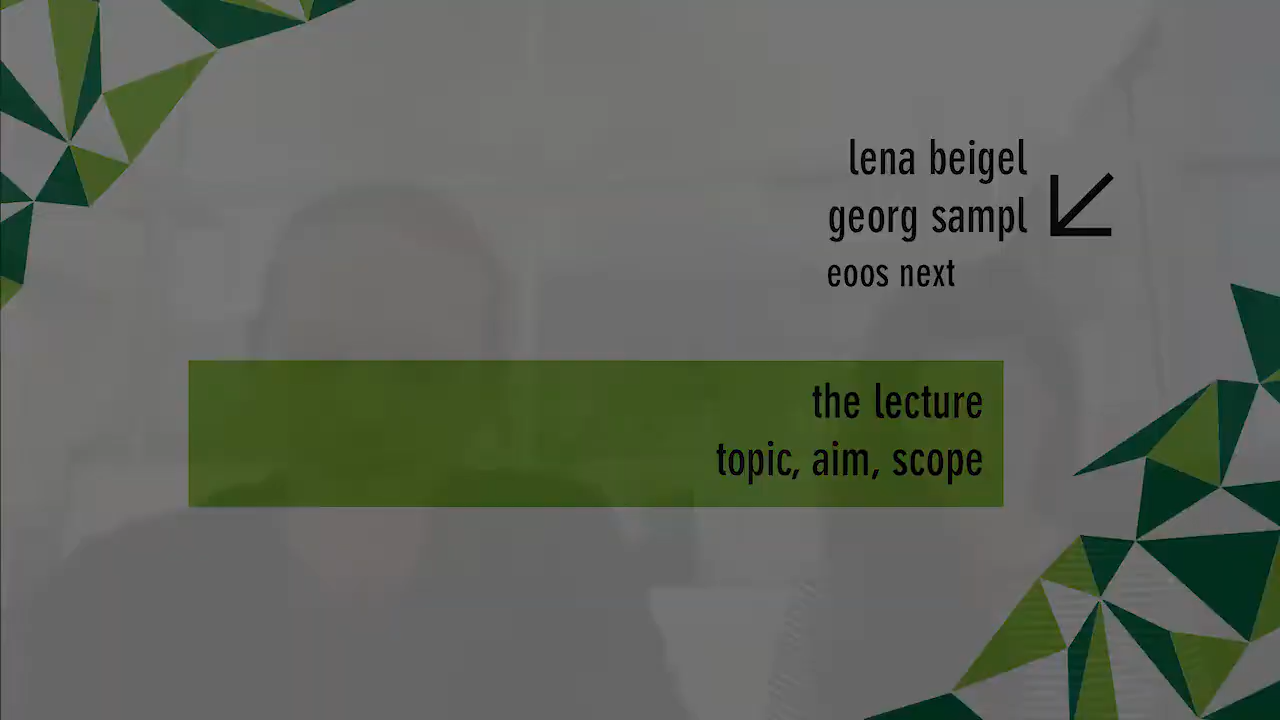 lena beigel
georg sampl
eoos next
the lecture
topic, aim, scope